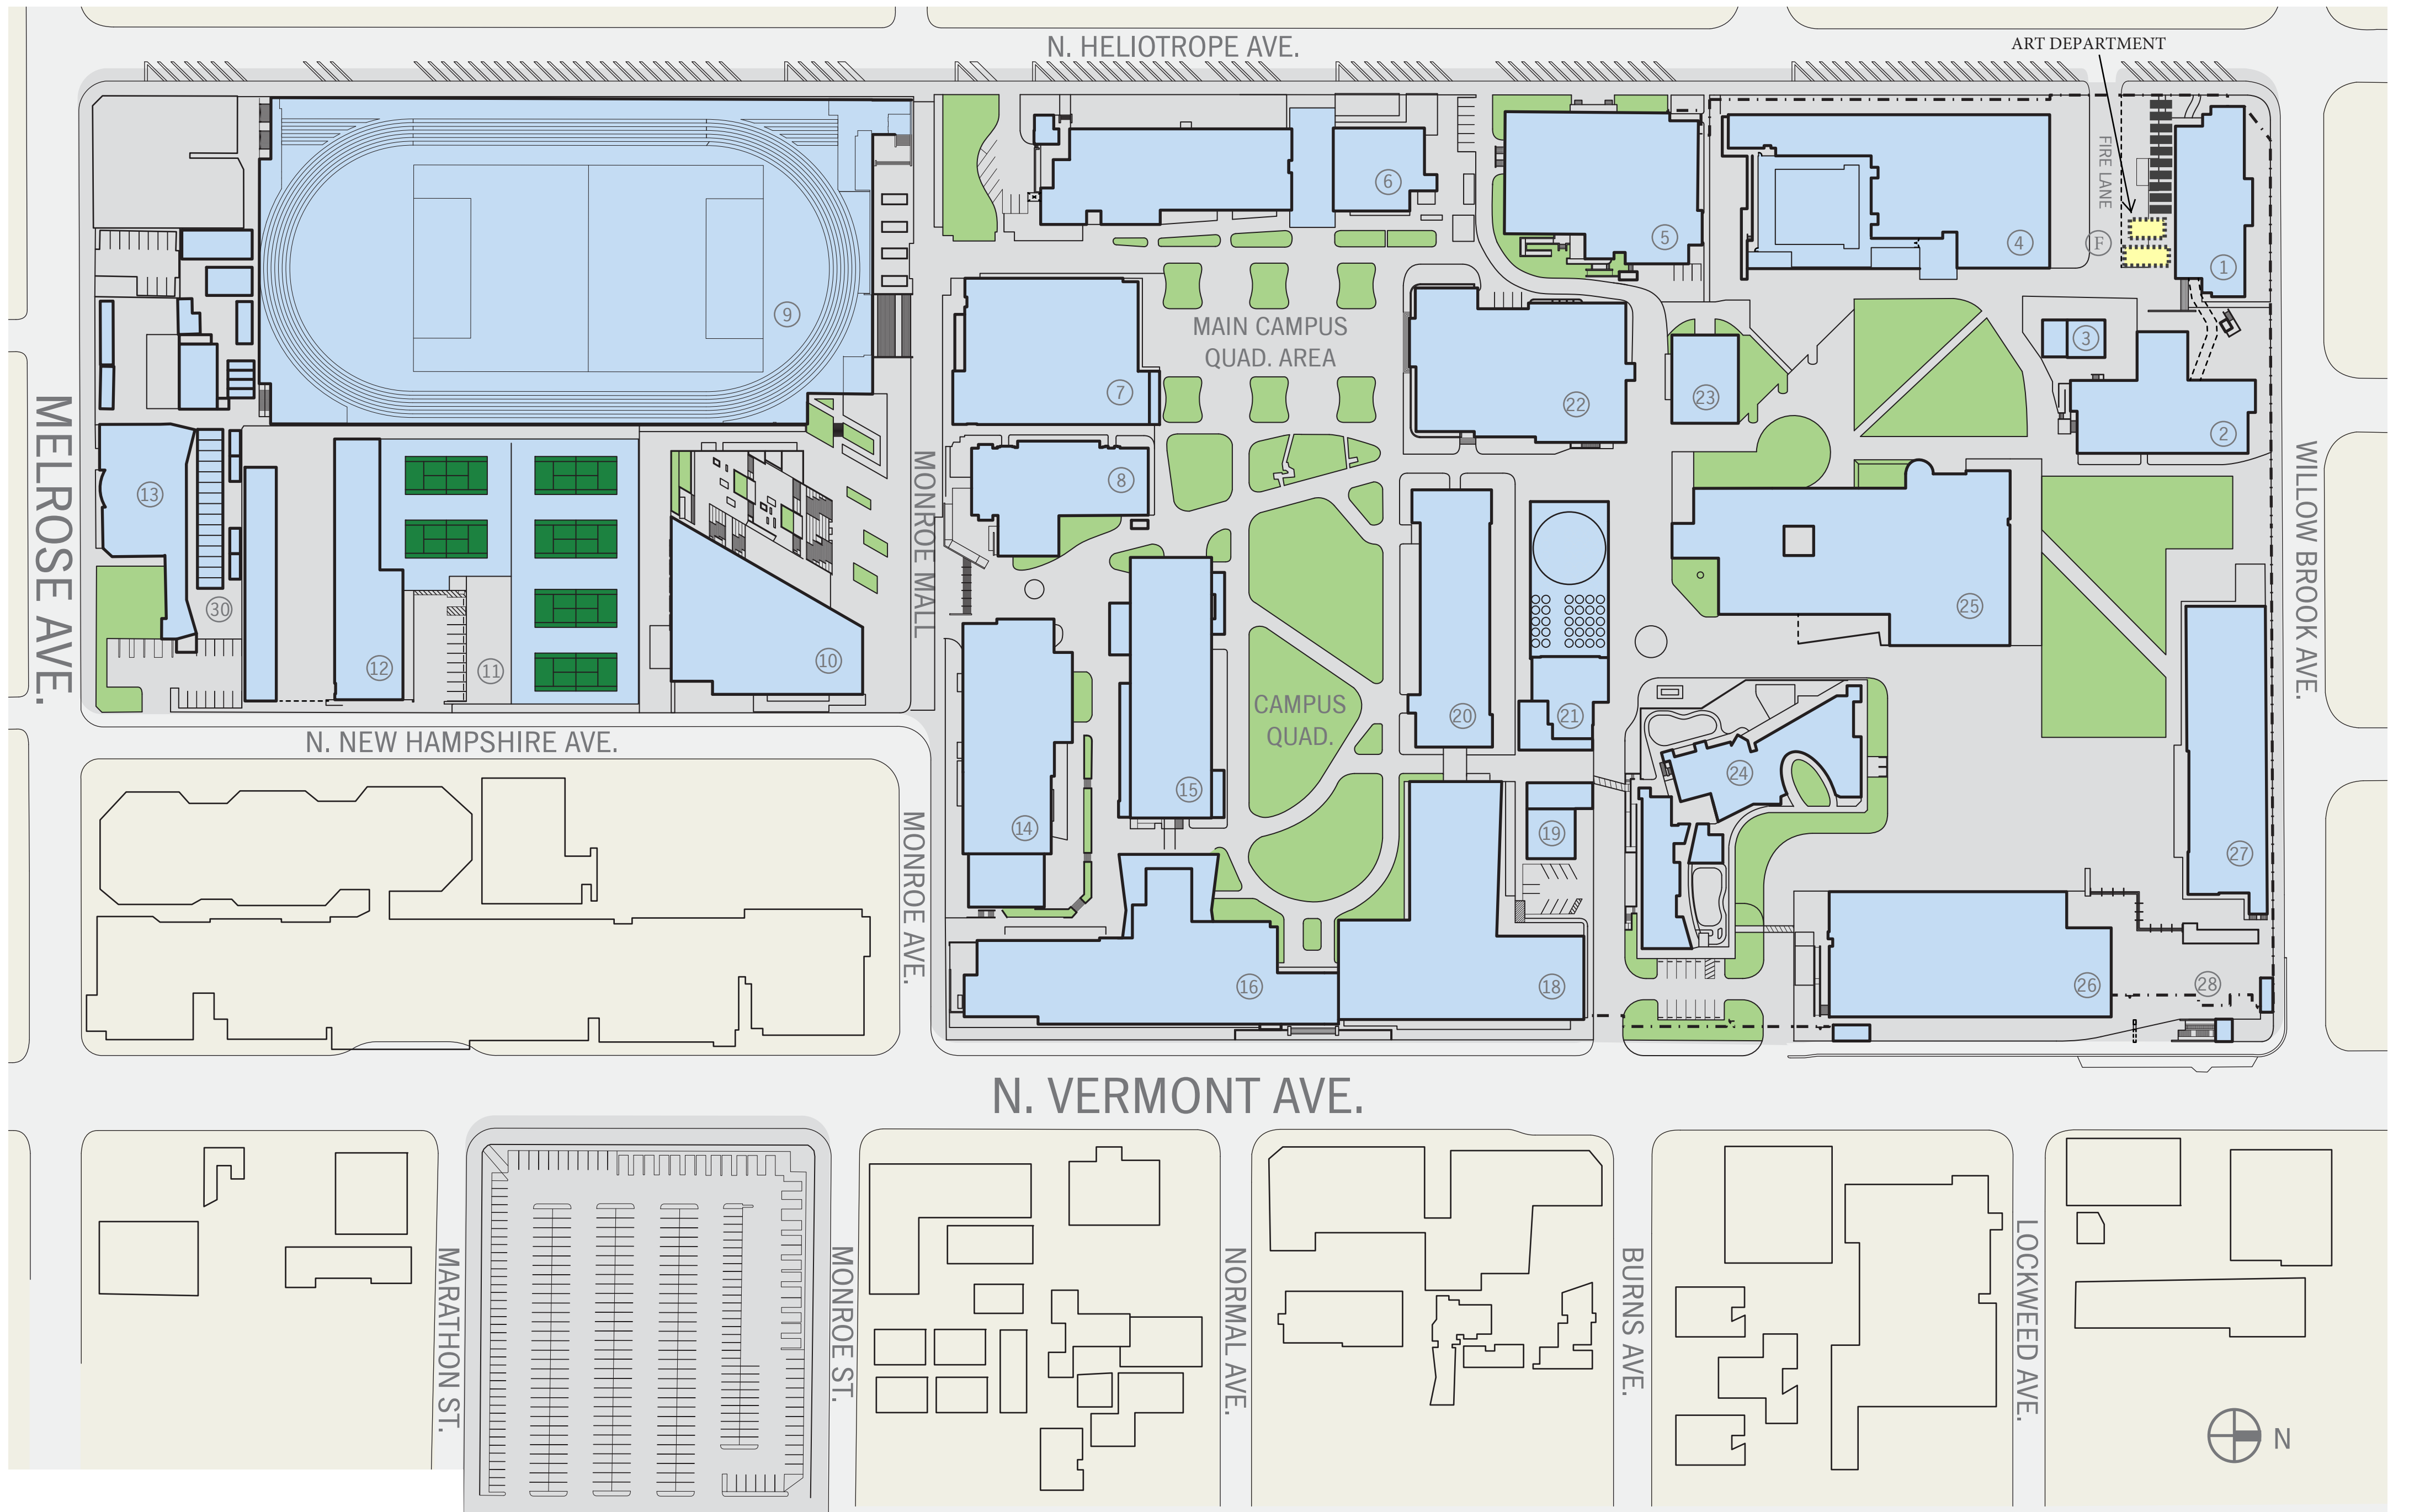 N. HELIOTROPE AVE.
ART DEPARTMENT
FIRE LANE
F
6
5
4
1
9
MAIN CAMPUS
QUAD. AREA
3
7
22
23
2
MELROSE AVE.
13
8
MONROE MALL
WILLOW BROOK AVE.
30
12
11
10
25
CAMPUS
QUAD.
20
21
N. NEW HAMPSHIRE AVE.
15
24
14
19
27
MONROE AVE.
16
18
26
28
N. VERMONT AVE.
MARATHON ST.
MONROE ST.
NORMAL AVE.
BURNS AVE.
LOCKWEED AVE.
N